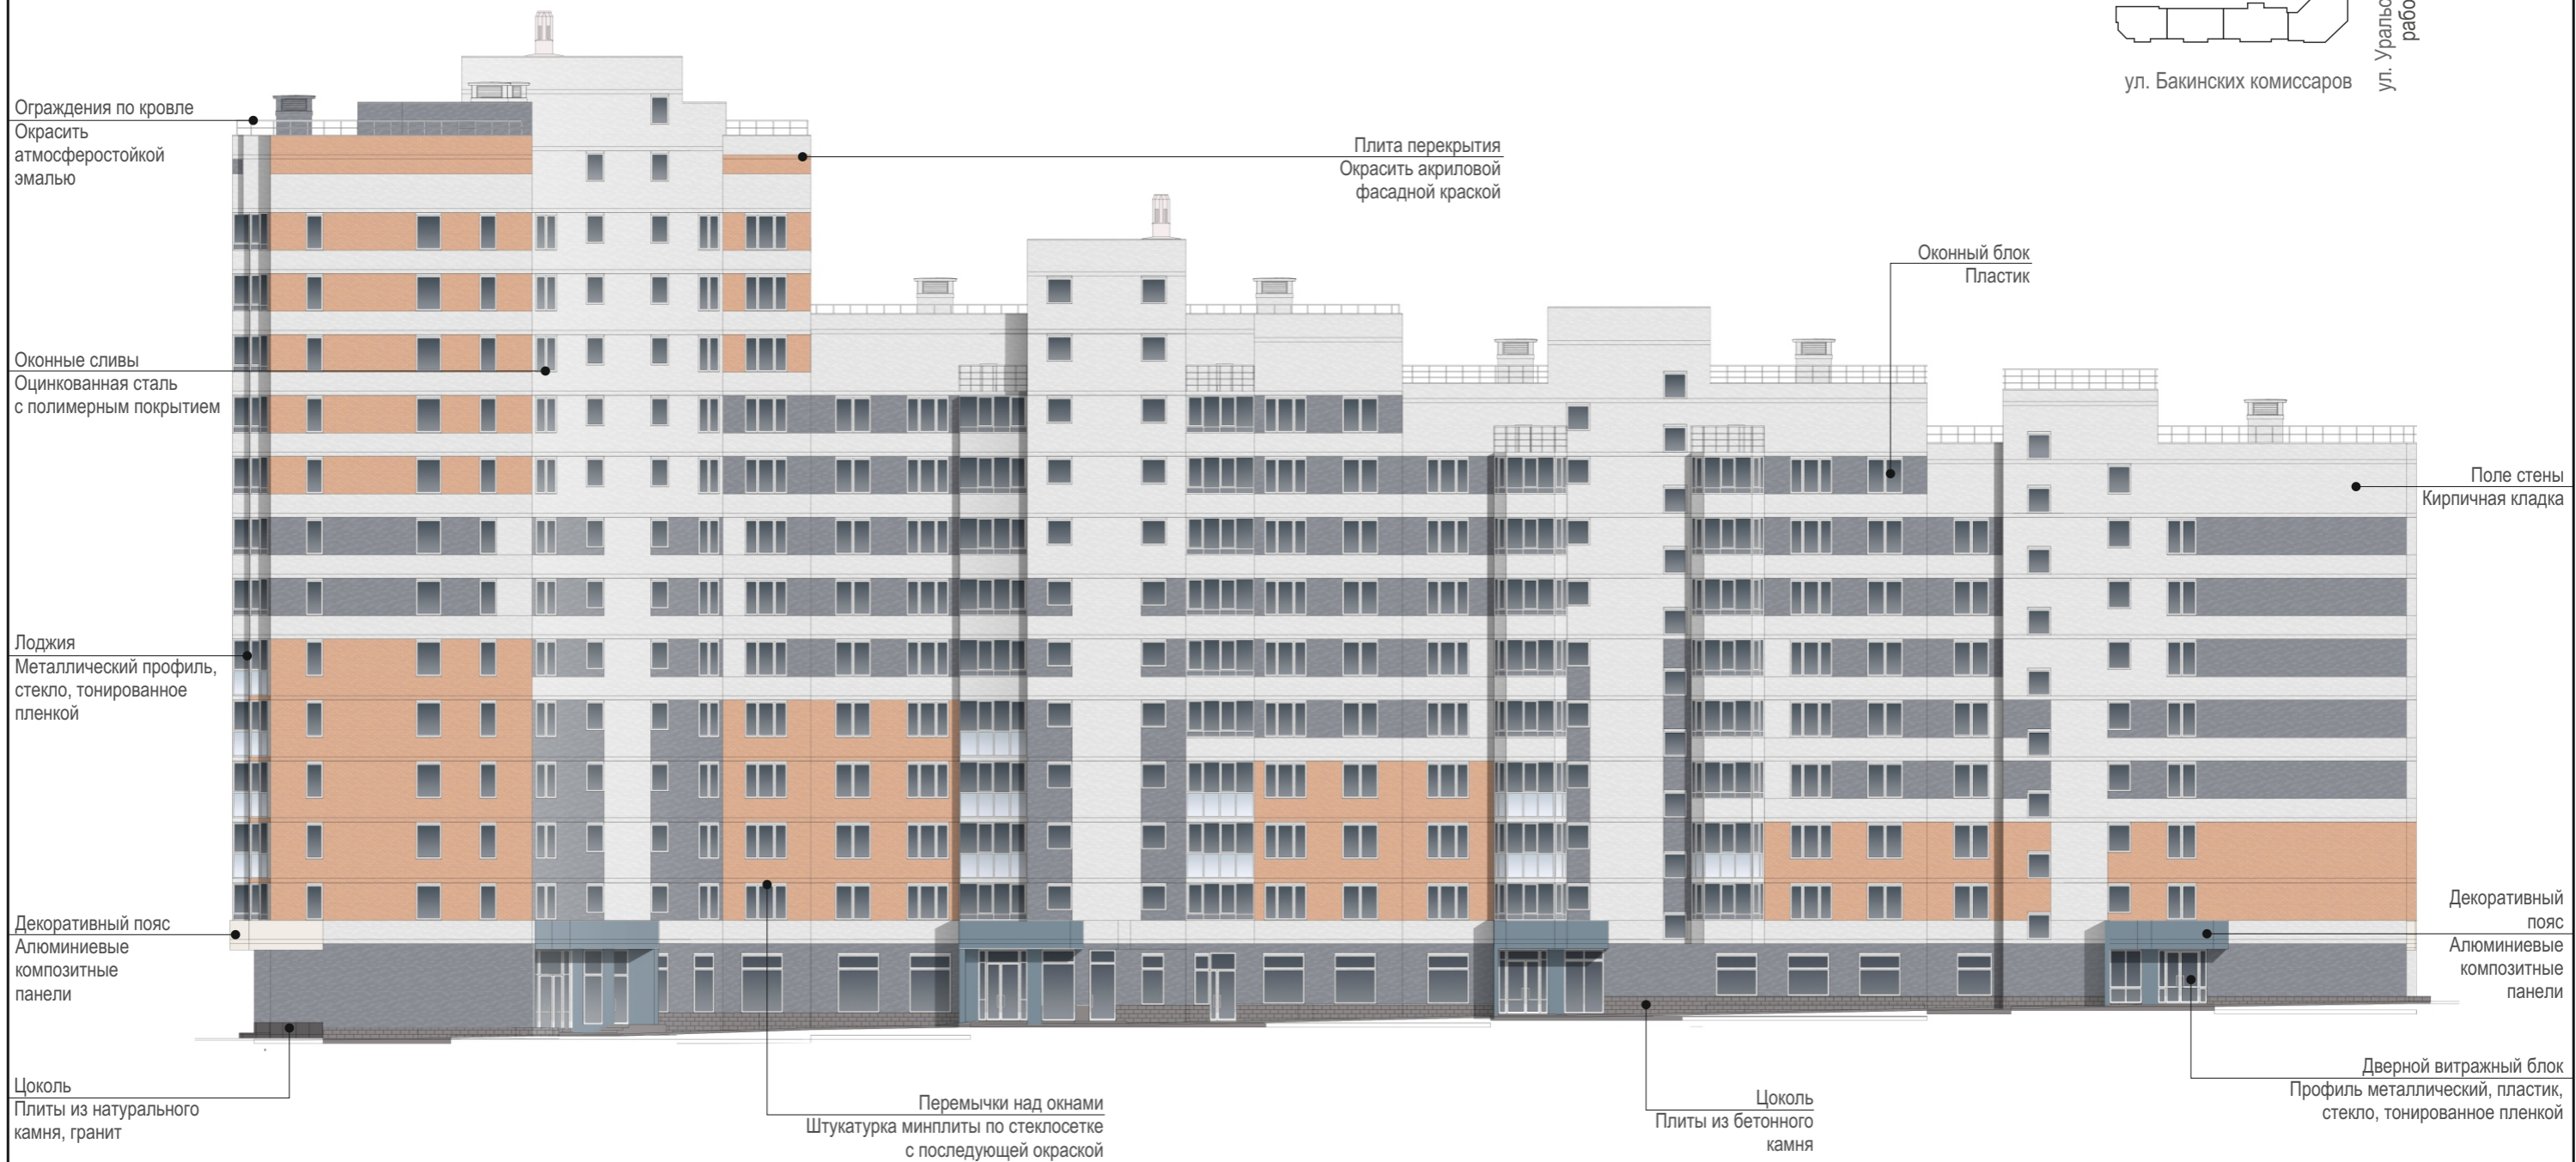 ул. Уральс
рабо
ул. Бакинских комиссаров
Ограждения по кровле
Окрасить
атмосферостойкой
эмалью
Плита перекрытия
Окрасить акриловой
фасадной краской
Оконный блок
Пластик
Оконные сливы
Оцинкованная сталь
с полимерным покрытием
Поле стены
Кирпичная кладка
Лоджия
Металлический профиль,
стекло, тонированное
пленкой
Декоративный пояс
Алюминиевые
композитные
панели
Декоративный
пояс
Алюминиевые
композитные
панели
Цоколь
Плиты из натурального
камня, гранит
Перемычки над окнами
Штукатурка минплиты по стеклосетке
с последующей окраской
Цоколь
Плиты из бетонного
камня
Дверной витражный блок
Профиль металлический, пластик,
стекло, тонированное пленкой